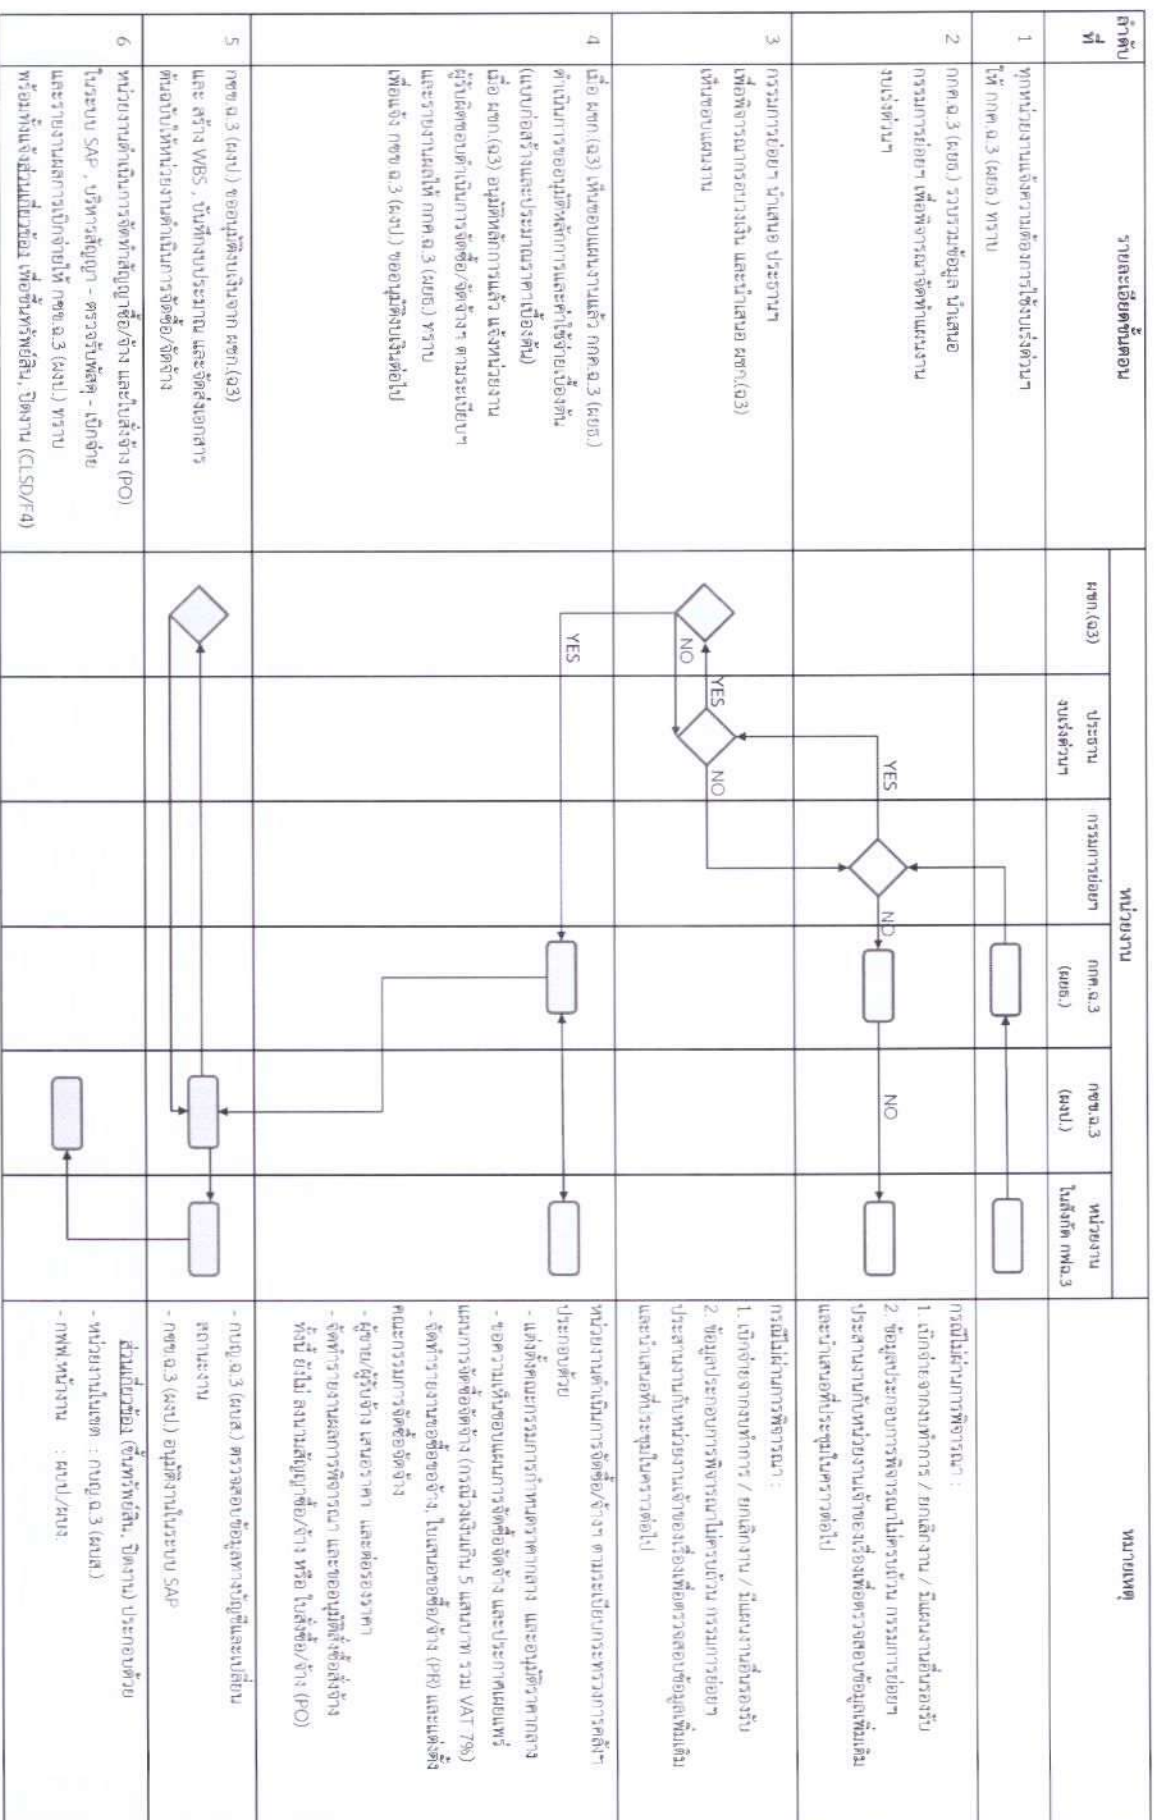 ลำดับ
ที่
รายละเอียดขั้นตอน
หน่วยงาน
หมายเหตุ
ผชก.(ฉ3)
ประธาน
งบเร่งด่วนฯ
กรรมการย่อยฯ
กกค.ฉ.3
(ผยธ.)
กซข.ฉ.3
(ผงป.)
หน่วยงาน
ในสังกัด กฟฉ.3
1
ทุกหน่วยงานแจ้งความต้องการใช้งบเร่งด่วนฯ
ให้ กกค.ฉ.3 (ผยธ.) ทราบ
2
กกค.ฉ.3 (ผยธ.) รวบรวมข้อมูล นำเสนอ
กรรมการย่อยฯ เพื่อพิจารณาจัดทำแผนงาน
งบเร่งด่วนฯ
YES
NO
NO
กรณีไม่ผ่านการพิจารณา :
1. เบิกจ่ายจากงบทำการ / ยกเลิกงาน / มีแผนงานอื่นรองรับ
2. ข้อมูลประกอบการพิจารณาไม่ครบถ้วน กรรมการย่อยฯ
ประสานงานกับหน่วยงานเจ้าของเรื่องเพื่อตรวจสอบข้อมูลเพิ่มเติม
และนำเสนอที่ประชุมในคราวต่อไป
3
กรรมการย่อยฯ นำเสนอ ประธานฯ
เพื่อพิจารณากรอบวงเงิน และนำเสนอ ผชก.(ฉ3)
เห็นชอบแผนงาน
NO
YES
NO
กรณีไม่ผ่านการพิจารณา :
1. เบิกจ่ายจากงบทำการ / ยกเลิกงาน / มีแผนงานอื่นรองรับ
2. ข้อมูลประกอบการพิจารณาไม่ครบถ้วน กรรมการย่อยฯ
ประสานงานกับหน่วยงานเจ้าของเรื่องเพื่อตรวจสอบข้อมูลเพิ่มเติม
และนำเสนอที่ประชุมในคราวต่อไป
4
เมื่อ ผชก.(ฉ3) เห็นชอบแผนงานแล้ว กกค.ฉ.3 (ผยธ.)
ดำเนินการขออนุมัติหลักการและค่าใช้จ่ายเบื้องต้น
(แบบก่อสร้างและประมาณราคาเบื้องต้น)
เมื่อ ผชก.(ฉ3) อนุมัติหลักการแล้ว แจ้งหน่วยงาน
ผู้รับผิดชอบดำเนินการจัดซื้อ/จัดจ้างฯ ตามระเบียบฯ
และรายงานผลให้ กกค.ฉ.3 (ผยธ.) ทราบ
เพื่อแจ้ง กซข.ฉ.3 (ผงป.) ขออนุมัติงบเงินต่อไป
YES
หน่วยงานดำเนินการจัดซื้อ/จ้างฯ ตามระเบียบกระทรวงการคลังฯ
ประกอบด้วย
- แต่งตั้งคณะกรรมการกำหนดราคากลาง และอนุมัติราคากลาง
- ขอความเห็นชอบแผนการจัดซื้อจัดจ้าง และประกาศเผยแพร่
แผนการจัดซื้อจัดจ้าง (กรณีวงเงินเกิน 5 แสนบาท รวม VAT 7%)
- จัดทำรายงานขอซื้อขอจ้าง, ใบเสนอขอซื้อ/จ้าง (PR) และแต่งตั้ง
คณะกรรมการจัดซื้อจัดจ้าง
- ผู้ขาย/ผู้รับจ้าง เสนอราคา และต่อรองราคา
- จัดทำรายงานผลการพิจารณา และขออนุมัติสั่งซื้อสั่งจ้าง
ทั้งนี้ ยังไม่ ลงนามสัญญาซื้อ/จ้าง หรือ ใบสั่งซื้อ/จ้าง (PO)
5
กซข.ฉ.3 (ผงป.) ขออนุมัติงบเงินจาก ผชก.(ฉ3)
และ สร้าง WBS , บันทึกงบประมาณ และจัดส่งเอกสาร
ต้นฉบับให้หน่วยงานดำเนินการจัดซื้อ/จัดจ้าง
- กบญ.ฉ.3 (ผบส.) ตรวจสอบข้อมูลทางบัญชีและเปลี่ยน
สถานะงาน
- กซข.ฉ.3 (ผงป.) อนุมัติงานในระบบ SAP
6
หน่วยงานดำเนินการจัดทำสัญญาซื้อ/จ้าง และใบสั่งจ้าง (PO)
ในระบบ SAP , บริหารสัญญา - ตรวจรับพัสดุ - เบิกจ่าย
และรายงานผลการเบิกจ่ายให้ กซข.ฉ.3 (ผงป.) ทราบ
พร้อมทั้งแจ้งส่วนเกี่ยวข้อง เพื่อขึ้นทรัพย์สิน, ปิดงาน (CLSD/F4)
ส่วนเกี่ยวข้อง (ขึ้นทรัพย์สิน, ปิดงาน) ประกอบด้วย
- หน่วยงานในเขต : กบญ.ฉ.3 (ผบส.)
- กฟฟ.หน้างาน : ผบป/ผบง.